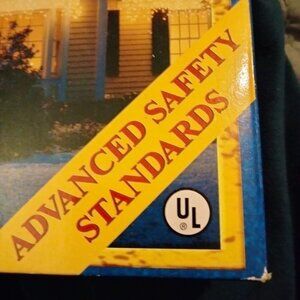 ADVANCED SAFETY
STANDARDS
UL
®